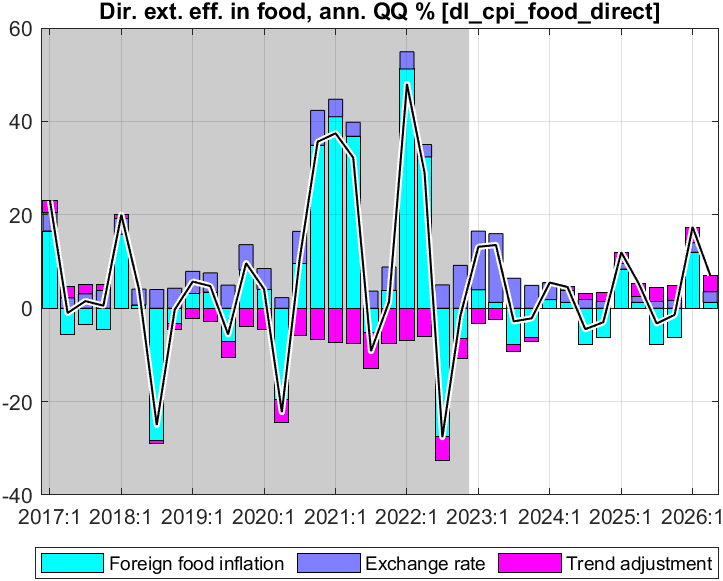 Dir. ext. eff. in food, ann. QQ % [dl_cpi_food_direct]
60
40
20
0
-20
-40
2017:1 2018:1 2019:1 2020:1 2021:1 2022:1 2023:1 2024:1 2025:1 2026:1
Foreign food inflation Exchange rate Trend adjustment